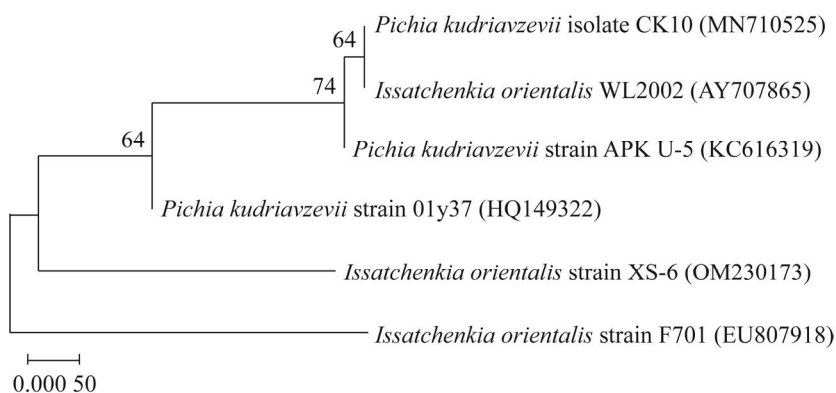 Pichia kudriavzevii isolate CK10 (MN710525)
64
Issatchenkia orientalis WL2002 (AY707865)
74
Pichia kudriavzevii strain APK U-5 (KC616319)
64
Pichia kudriavzevii strain 01y37 (HQ149322)
Issatchenkia orientalis strain XS-6 (OM230173)
Issatchenkia orientalis strain F701 (EU807918)
0.000 50